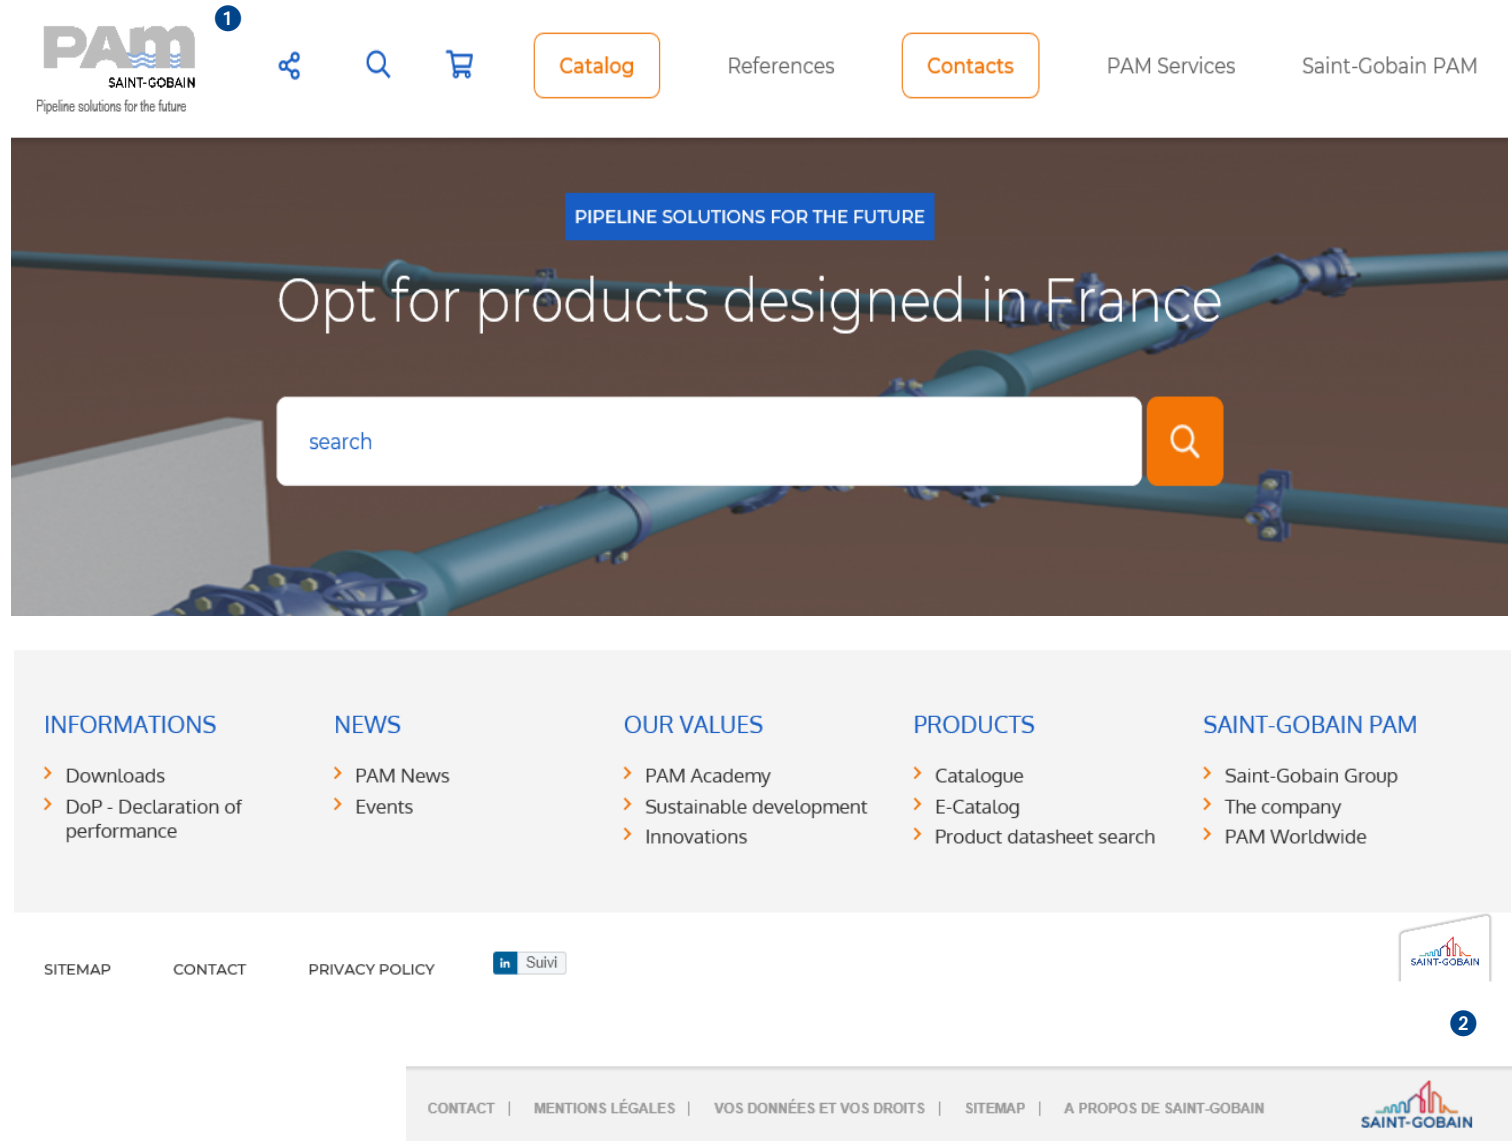 1
PAM
SAINT-GOBAIN
Pipeline solutions for the future
Catalog
References
Contacts
PAM Services
Saint-Gobain PAM
PIPELINE SOLUTIONS FOR THE FUTURE
Opt for products designed in France
search
INFORMATIONS
Downloads
DoP - Declaration of
performance
NEWS
PAM News
Events
OUR VALUES
PAM Academy
Sustainable development
Innovations
PRODUCTS
Catalogue
E-Catalog
Product datasheet search
SAINT-GOBAIN PAM
Saint-Gobain Group
The company
PAM Worldwide
SITEMAP
CONTACT
PRIVACY POLICY
in Suivi
SAINT-GOBAIN
2
CONTACT | MENTIONS LÉGALES | VOS DONNÉES ET VOS DROITS | SITEMAP | A PROPOS DE SAINT-GOBAIN
SAINT-GOBAIN